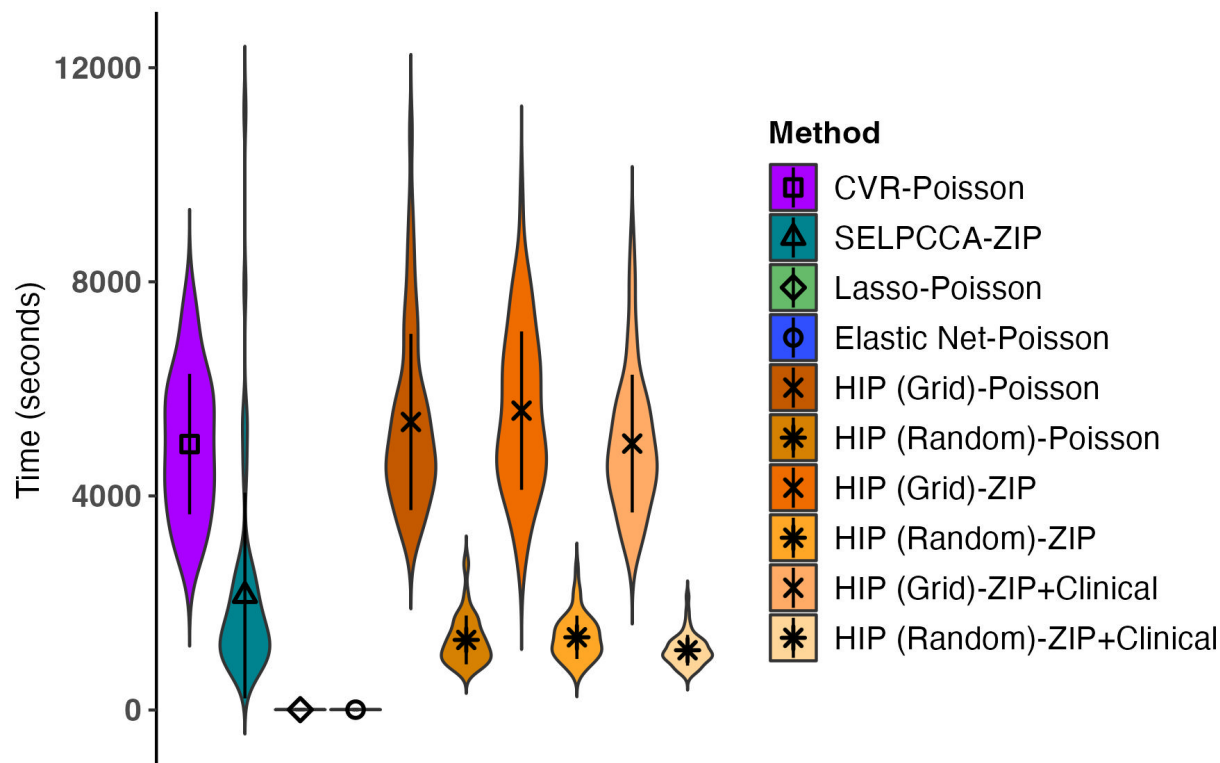 12000
8000
4000
0
Time (seconds)
Method
CVR-Poisson
SELPCCA-ZIP
Lasso-Poisson
Elastic Net-Poisson
HIP (Grid)-Poisson
HIP (Random)-Poisson
HIP (Grid)-ZIP
HIP (Random)-ZIP
HIP (Grid)-ZIP+Clinical
HIP (Random)-ZIP+Clinical